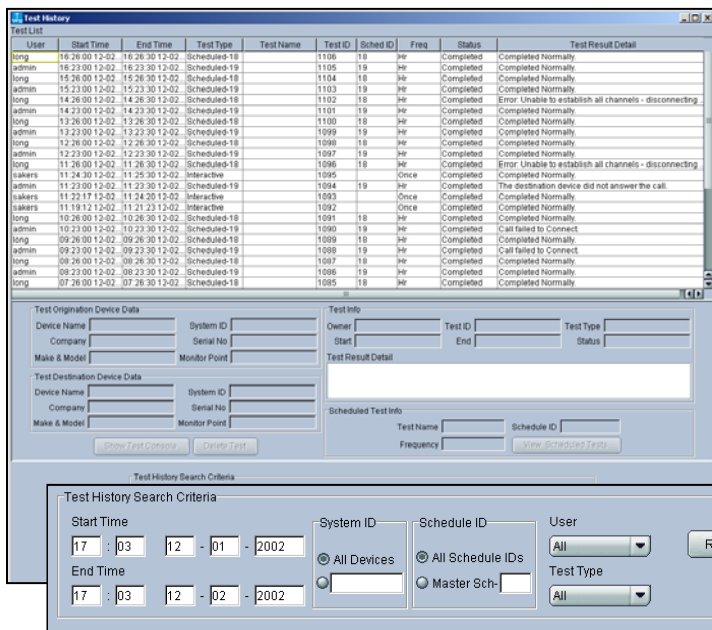 Test History
Test List
User Start Time End Time Test Type Test Name Test ID Sched ID Freq Status Test Result Detail
long 16:26:00 12-02... 16:26:30 12-02... Scheduled-18 1106 18 Hr Completed Completed Normally.
admin 16:23:00 12-02... 16:23:30 12-02... Scheduled-19 1105 19 Hr Completed Completed Normally.
long 15:26:00 12-02... 15:26:30 12-02... Scheduled-18 1104 18 Hr Completed Completed Normally.
admin 15:23:00 12-02... 15:23:30 12-02... Scheduled-19 1103 19 Hr Completed Completed Normally.
long 14:26:00 12-02... 14:26:30 12-02... Scheduled-18 1102 18 Hr Completed Error: Unable to establish all channels - disconnecting ...
admin 14:23:00 12-02... 14:23:30 12-02... Scheduled-19 1101 19 Hr Completed Completed Normally.
long 13:26:00 12-02... 13:26:30 12-02... Scheduled-18 1100 18 Hr Completed Completed Normally.
admin 13:23:00 12-02... 13:23:30 12-02... Scheduled-19 1099 19 Hr Completed Completed Normally.
long 12:26:00 12-02... 12:26:30 12-02... Scheduled-18 1098 18 Hr Completed Completed Normally.
admin 12:23:00 12-02... 12:23:30 12-02... Scheduled-19 1097 19 Hr Completed Completed Normally.
long 11:26:00 12-02... 11:26:30 12-02... Scheduled-18 1096 18 Hr Completed Error: Unable to establish all channels - disconnecting ...
sakers 11:24:30 12-02... 11:25:30 12-02... Interactive 1095 Once Completed Completed Normally.
admin 11:23:00 12-02... 11:23:30 12-02... Scheduled-19 1094 19 Hr Completed The destination device did not answer the call.
sakers 11:22:17 12-02... 11:24:20 12-02... Interactive 1093 Once Completed Completed Normally.
sakers 11:19:12 12-02... 11:21:23 12-02... Interactive 1092 Once Completed Completed Normally.
long 10:26:00 12-02... 10:26:30 12-02... Scheduled-18 1091 18 Hr Completed Completed Normally.
admin 10:23:00 12-02... 10:23:30 12-02... Scheduled-19 1090 19 Hr Completed Call failed to Connect.
long 09:26:00 12-02... 09:26:30 12-02... Scheduled-18 1089 18 Hr Completed Completed Normally.
admin 09:23:00 12-02... 09:23:30 12-02... Scheduled-19 1088 19 Hr Completed Call failed to Connect.
long 08:26:00 12-02... 08:26:30 12-02... Scheduled-18 1087 18 Hr Completed Completed Normally.
admin 08:23:00 12-02... 08:23:30 12-02... Scheduled-19 1086 19 Hr Completed Completed Normally.
long 07:26:00 12-02... 07:26:30 12-02... Scheduled-18 1085 18 Hr Completed Completed Normally.
Test Origination Device Data
Device Name System ID
Company Serial No
Make & Model Monitor Point
Test Destination Device Data
Device Name System ID
Company Serial No
Make & Model Monitor Point
Show Test Console Delete Test
Test Info
Owner Test ID Test Type
Start End Status
Test Result Detail
Scheduled Test Info
Test Name Schedule ID
Frequency View Scheduled Tests
Test History Search Criteria
Test History Search Criteria
Start Time
17 : 03 12 - 01 - 2002
End Time
17 : 03 12 - 02 - 2002
System ID
All Devices
Schedule ID
All Schedule IDs
Master Sch-
User
All
Test Type
All
R